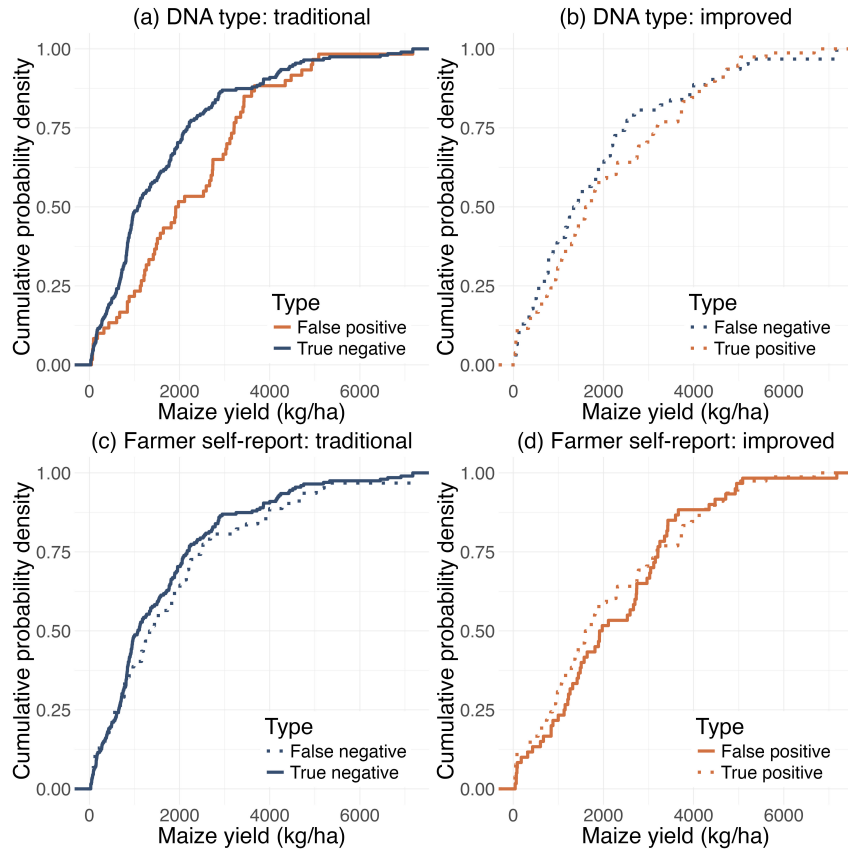 (a) DNA type: traditional
Cumulative probability density
1.00
0.75
0.50
0.25
0.00
Type
False positive
True negative
0 2000 4000 6000
Maize yield (kg/ha)
(b) DNA type: improved
Cumulative probability density
1.00
0.75
0.50
0.25
0.00
Type
False negative
True positive
0 2000 4000 6000
Maize yield (kg/ha)
(c) Farmer self-report: traditional
Cumulative probability density
1.00
0.75
0.50
0.25
0.00
Type
False negative
True negative
0 2000 4000 6000
Maize yield (kg/ha)
(d) Farmer self-report: improved
Cumulative probability density
1.00
0.75
0.50
0.25
0.00
Type
False positive
True positive
0 2000 4000 6000
Maize yield (kg/ha)